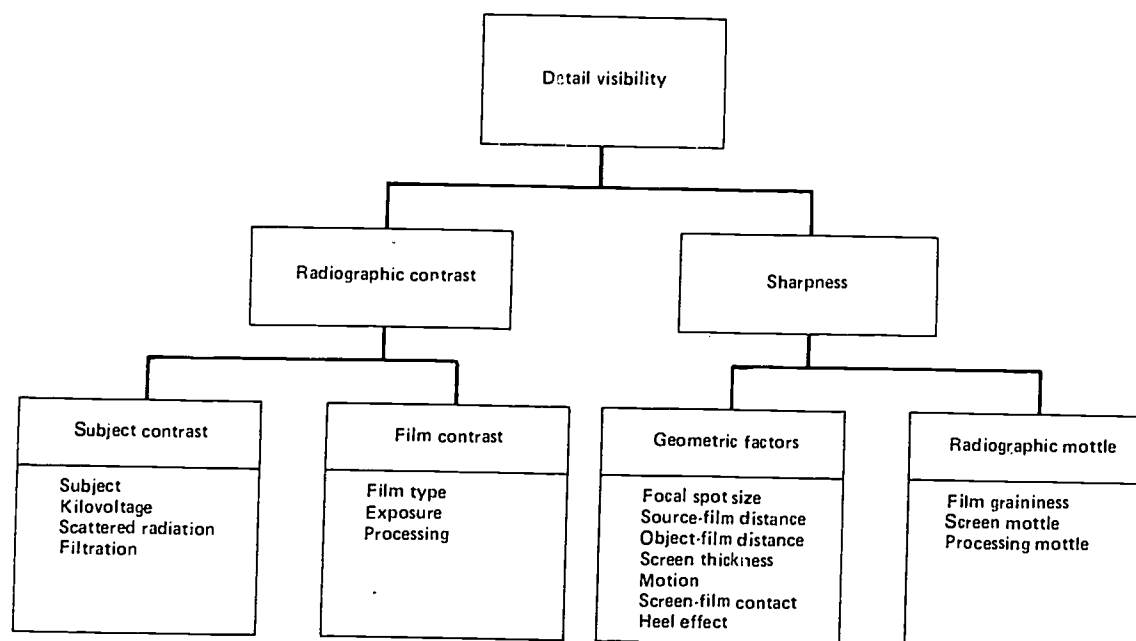 Detail visibility
Radiographic contrast
Sharpness
Subject contrast
Subject
Kilovoltage
Scattered radiation
Filtration
Film contrast
Film type
Exposure
Processing
Geometric factors
Focal spot size
Source-film distance
Object-film distance
Screen thickness
Motion
Screen-film contact
Heel effect
Radiographic mottle
Film graininess
Screen mottle
Processing mottle